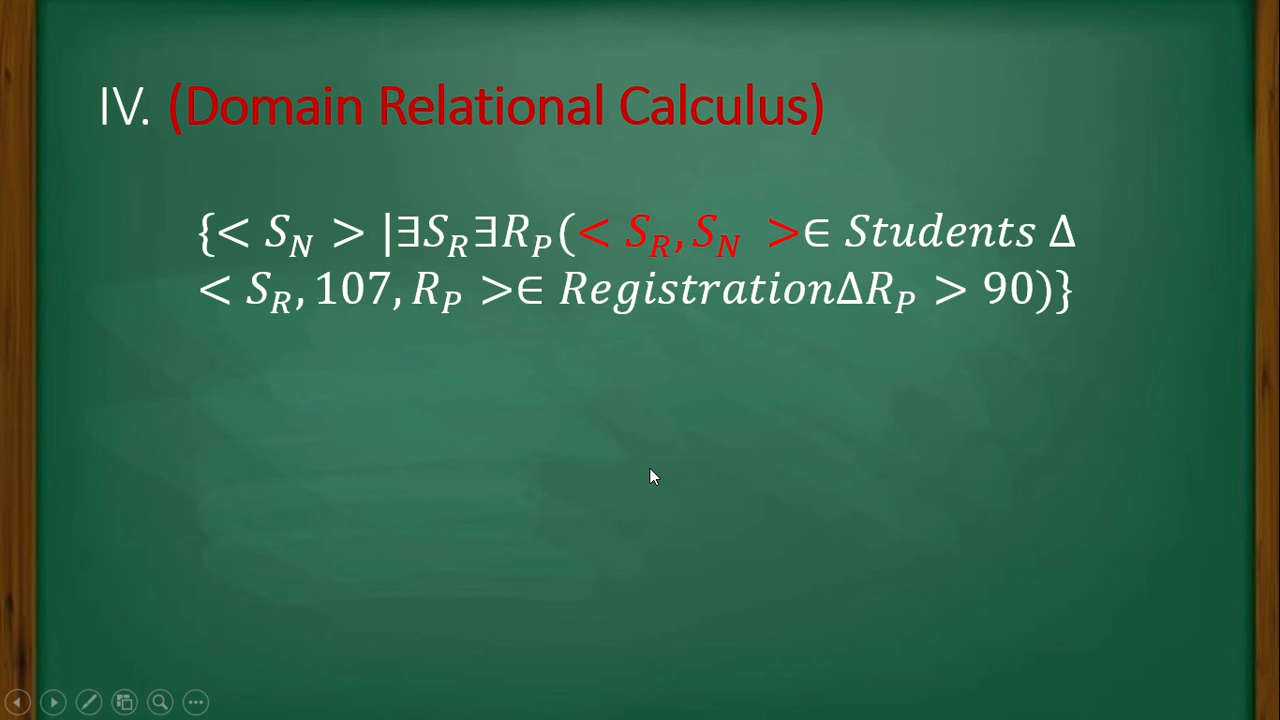 IV. (Domain Relational Calculus)
{< S_N > |∃S_R∃R_P(< S_R, S_N >∈ Students Δ
< S_R, 107, R_P >∈ RegistrationΔR_P > 90)}